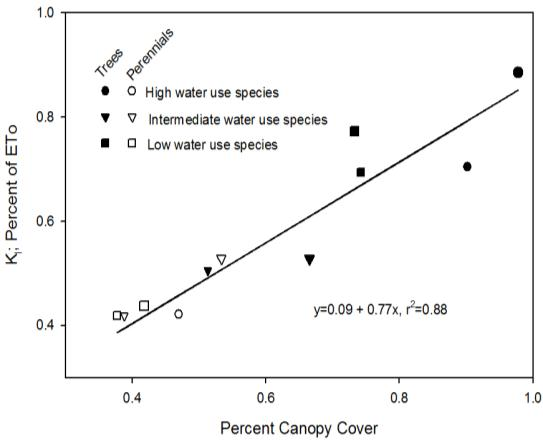 1.0
0.8
0.6
0.4
K_i; Percent of ETo
Trees
Perennials
High water use species
Intermediate water use species
Low water use species
y=0.09 + 0.77x, r²=0.88
0.4 0.6 0.8 1.0
Percent Canopy Cover